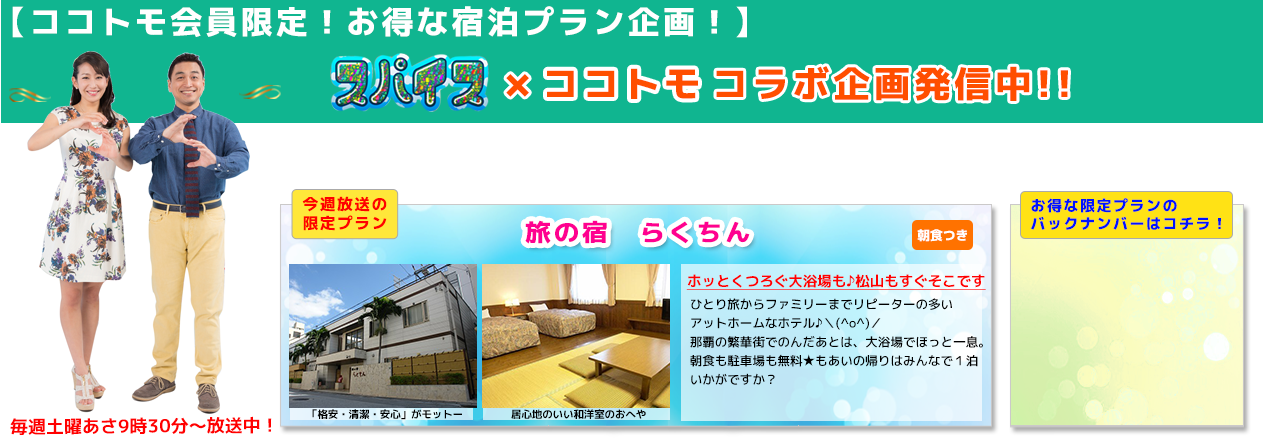 【ココトモ会員限定！お得な宿泊プラン企画！】
スパイス × ココトモ コラボ企画発信中!!
今週放送の
限定プラン
旅の宿 らくちん
朝食つき
「格安・清潔・安心」がモットー
居心地のいい和洋室のおへや
ホッとくつろぐ大浴場も♪松山もすぐそこです
ひとり旅からファミリーまでリピーターの多い
アットホームなホテル♪＼(^o^)／
那覇の繁華街でのんだあとは、大浴場でほっと一息。
朝食も駐車場も無料★もあいの帰りはみんなで１泊
いかがですか？
お得な限定プランの
バックナンバーはコチラ！
毎週土曜あさ9時30分〜放送中！